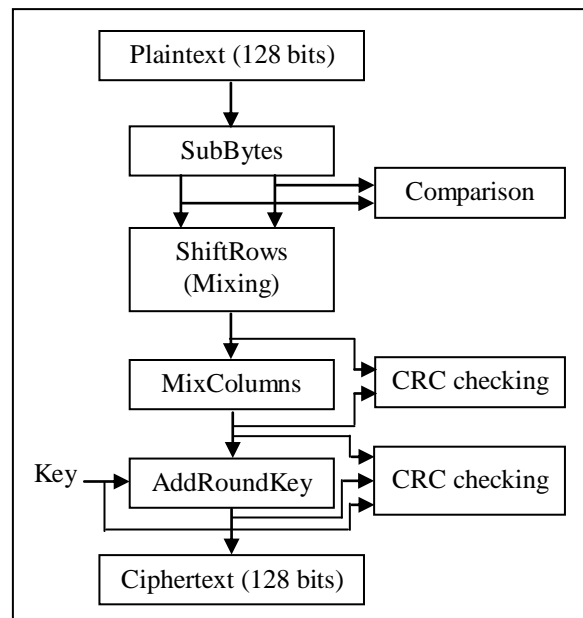 Plaintext (128 bits)
SubBytes
Comparison
ShiftRows
(Mixing)
MixColumns
CRC checking
Key
AddRoundKey
CRC checking
Ciphertext (128 bits)